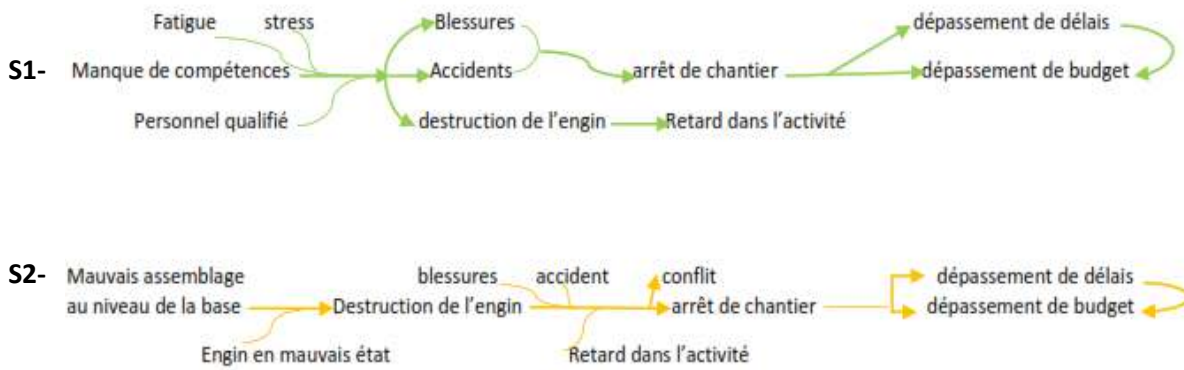 Fatigue stress Blessures dépassement de délais
S1- Manque de compétences Accidents arrêt de chantier dépassement de budget
Personnel qualifié destruction de l'engin Retard dans l'activité
S2- Mauvais assemblage blessures accident conflit dépassement de délais
au niveau de la base Destruction de l'engin arrêt de chantier dépassement de budget
Engin en mauvais état Retard dans l'activité